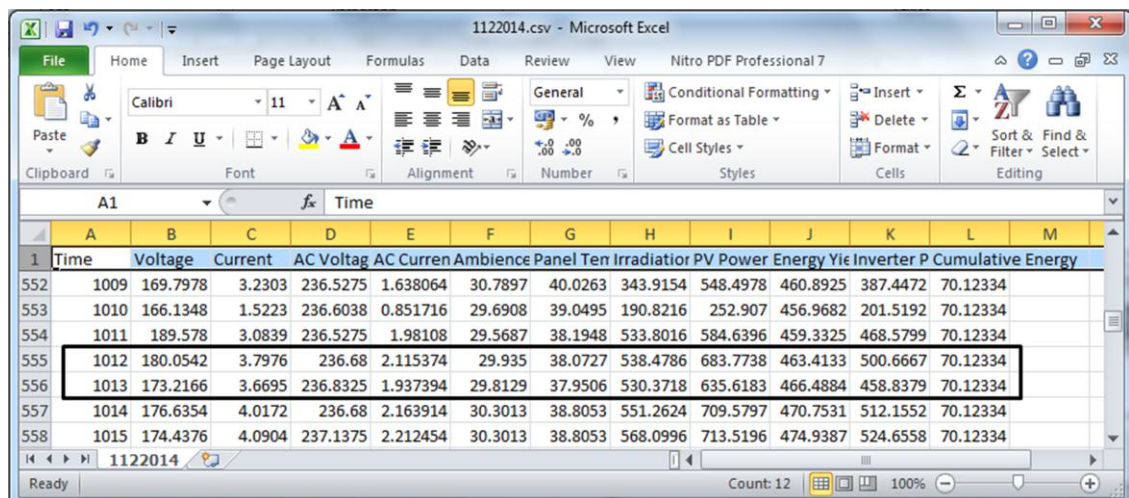 1122014.csv - Microsoft Excel
File Home Insert Page Layout Formulas Data Review View Nitro PDF Professional 7
Paste
Clipboard
Calibri 11 A A
B I U A
Font
Alignment
General
% ,
.0 .00 .00 .0
Number
Conditional Formatting
Format as Table
Cell Styles
Styles
Insert
Delete
Format
Cells
Σ
Sort & Filter
Find & Select
Editing
A1 fx Time
A B C D E F G H I J K L M
1 Time Voltage Current AC Voltag AC Curren Ambience Panel Tem Irradiation PV Power Energy Yie Inverter P Cumulative Energy
552 1009 169.7978 3.2303 236.5275 1.638064 30.7897 40.0263 343.9154 548.4978 460.8925 387.4472 70.12334
553 1010 166.1348 1.5223 236.6038 0.851716 29.6908 39.0495 190.8216 252.907 456.9682 201.5192 70.12334
554 1011 189.578 3.0839 236.5275 1.98108 29.5687 38.1948 533.8016 584.6396 459.3325 468.5799 70.12334
555 1012 180.0542 3.7976 236.68 2.115374 29.935 38.0727 538.4786 683.7738 463.4133 500.6667 70.12334
556 1013 173.2166 3.6695 236.8325 1.937394 29.8129 37.9506 530.3718 635.6183 466.4884 458.8379 70.12334
557 1014 176.6354 4.0172 236.68 2.163914 30.3013 38.8053 551.2624 709.5797 470.7531 512.1552 70.12334
558 1015 174.4376 4.0904 237.1375 2.212454 30.3013 38.8053 568.0996 713.5196 474.9387 524.6558 70.12334
1122014
Ready Count: 12 100%